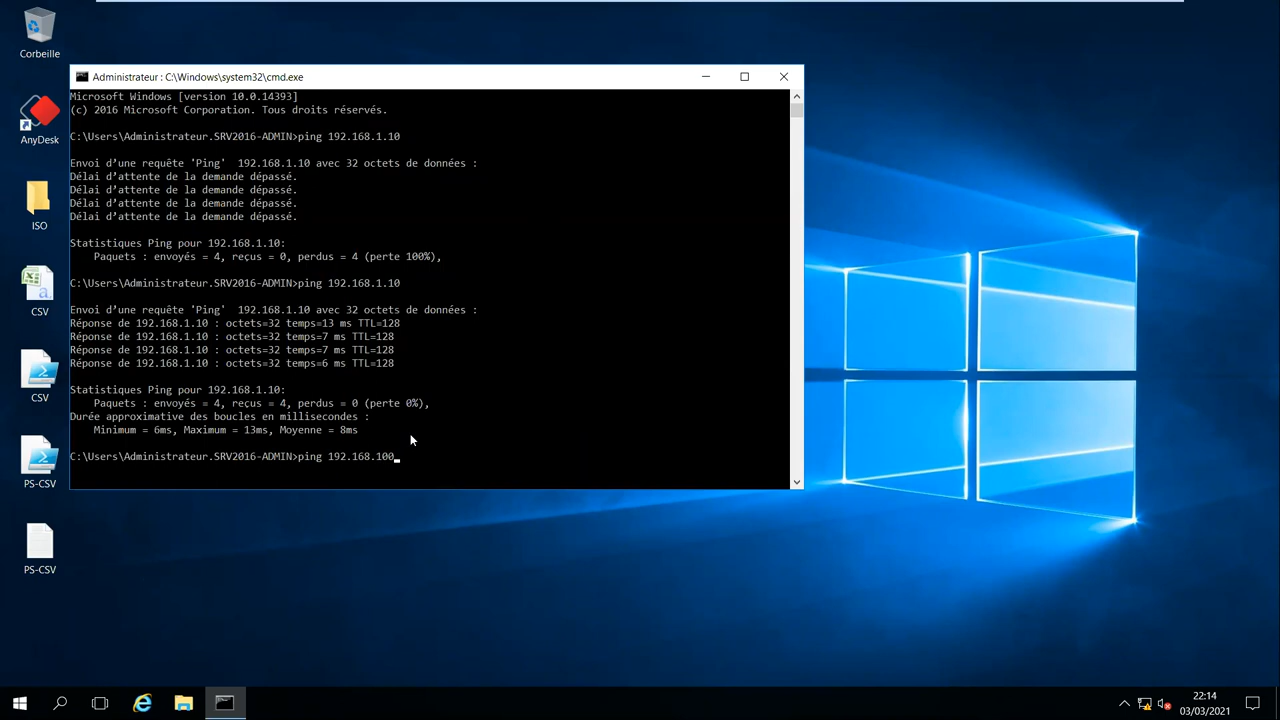 Corbeille
AnyDesk
ISO
CSV
CSV
PS-CSV
PS-CSV
Administrateur : C:\Windows\system32\cmd.exe
Microsoft Windows [version 10.0.14393]
(c) 2016 Microsoft Corporation. Tous droits réservés.
C:\Users\Administrateur.SRV2016-ADMIN>ping 192.168.1.10
Envoi d’une requête 'Ping'  192.168.1.10 avec 32 octets de données :
Délai d’attente de la demande dépassé.
Délai d’attente de la demande dépassé.
Délai d’attente de la demande dépassé.
Délai d’attente de la demande dépassé.
Statistiques Ping pour 192.168.1.10:
    Paquets : envoyés = 4, reçus = 0, perdus = 4 (perte 100%),
C:\Users\Administrateur.SRV2016-ADMIN>ping 192.168.1.10
Envoi d’une requête 'Ping'  192.168.1.10 avec 32 octets de données :
Réponse de 192.168.1.10 : octets=32 temps=13 ms TTL=128
Réponse de 192.168.1.10 : octets=32 temps=7 ms TTL=128
Réponse de 192.168.1.10 : octets=32 temps=7 ms TTL=128
Réponse de 192.168.1.10 : octets=32 temps=6 ms TTL=128
Statistiques Ping pour 192.168.1.10:
    Paquets : envoyés = 4, reçus = 4, perdus = 0 (perte 0%),
Durée approximative des boucles en millisecondes :
    Minimum = 6ms, Maximum = 13ms, Moyenne = 8ms
C:\Users\Administrateur.SRV2016-ADMIN>ping 192.168.100
22:14
03/03/2021